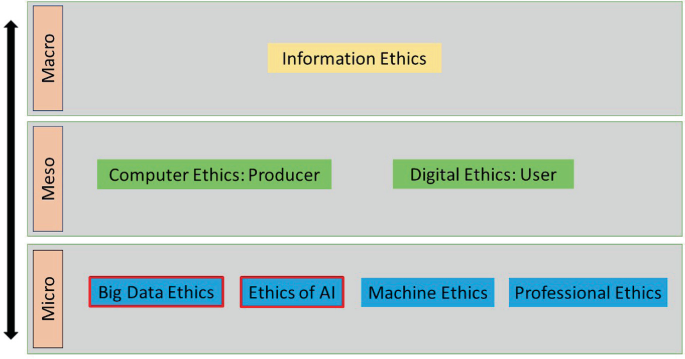 Macro
Information Ethics
Meso
Computer Ethics: Producer
Digital Ethics: User
Micro
Big Data Ethics
Ethics of AI
Machine Ethics
Professional Ethics